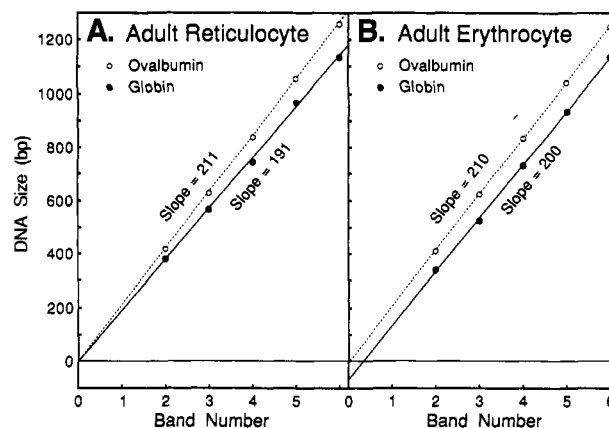 A. Adult Reticulocyte
○ Ovalbumin
● Globin
Slope = 211
Slope = 191
B. Adult Erythrocyte
○ Ovalbumin
● Globin
Slope = 210
Slope = 200
DNA Size (bp)
1200
1000
800
600
400
200
0
0 1 2 3 4 5 0 1 2 3 4 5 6
Band Number
Band Number